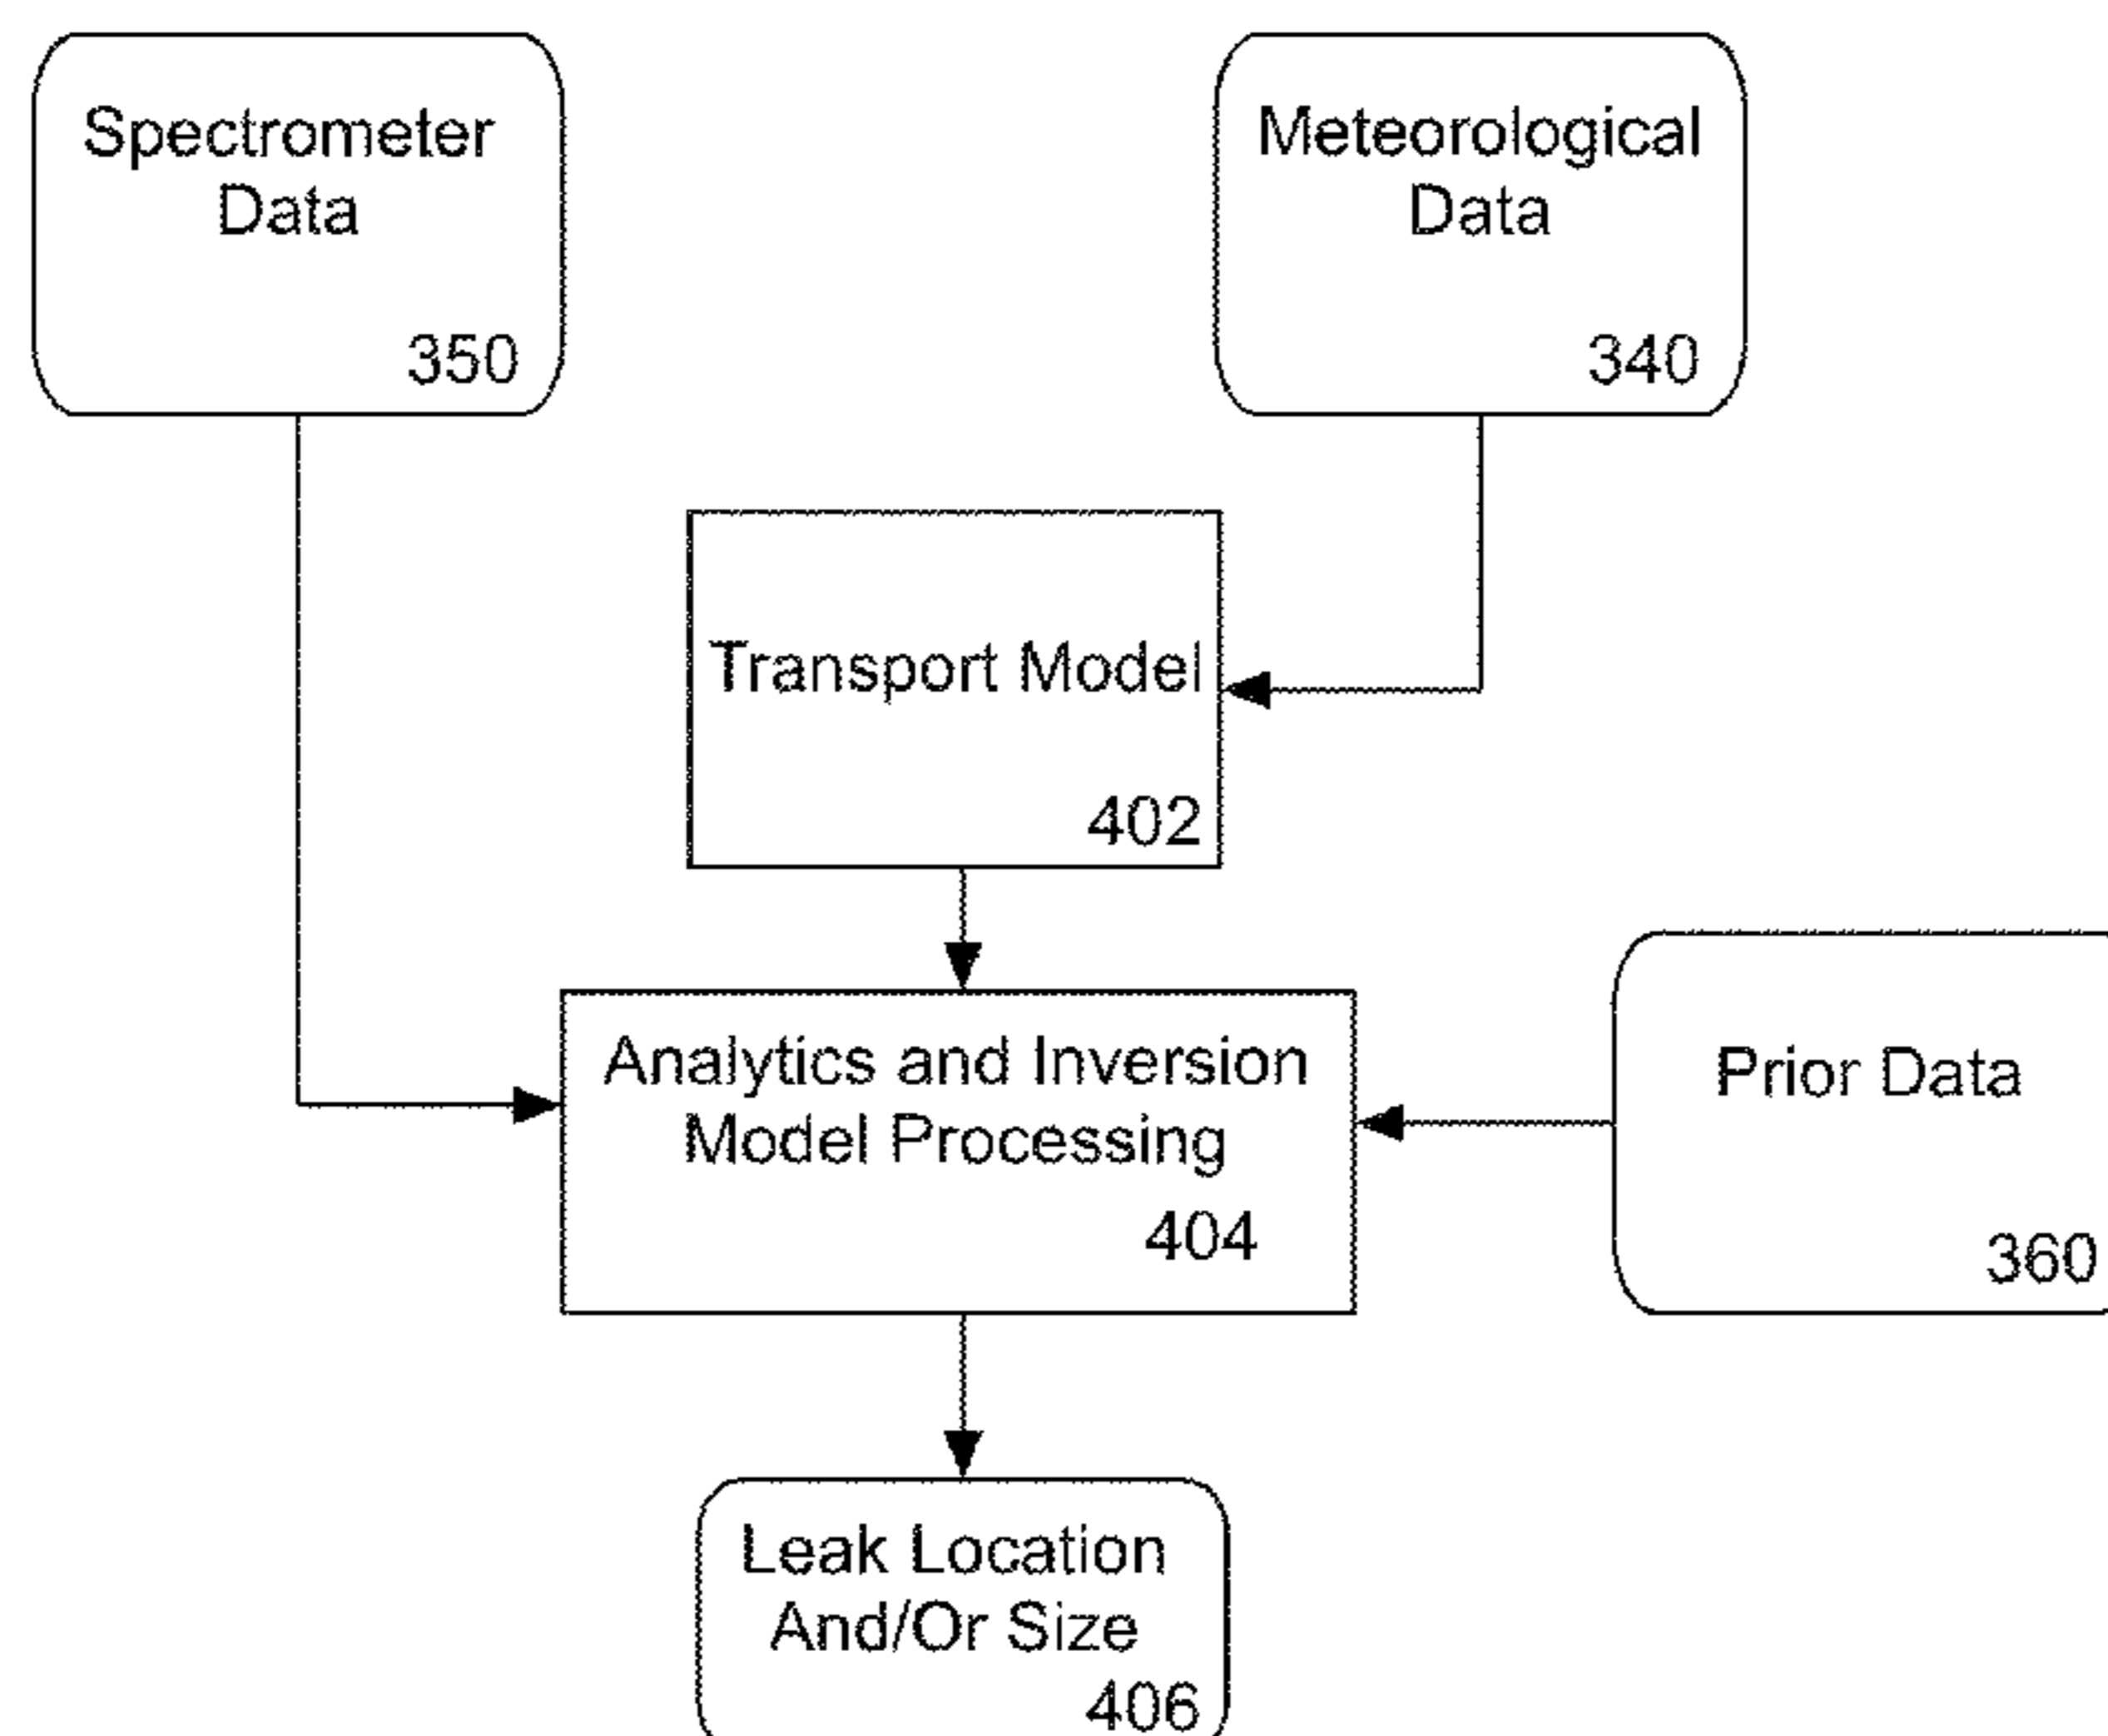 Spectrometer
Data
350
Meteorological
Data
340
Transport Model
402
Analytics and Inversion
Model Processing
404
Prior Data
360
Leak Location
And/Or Size
406